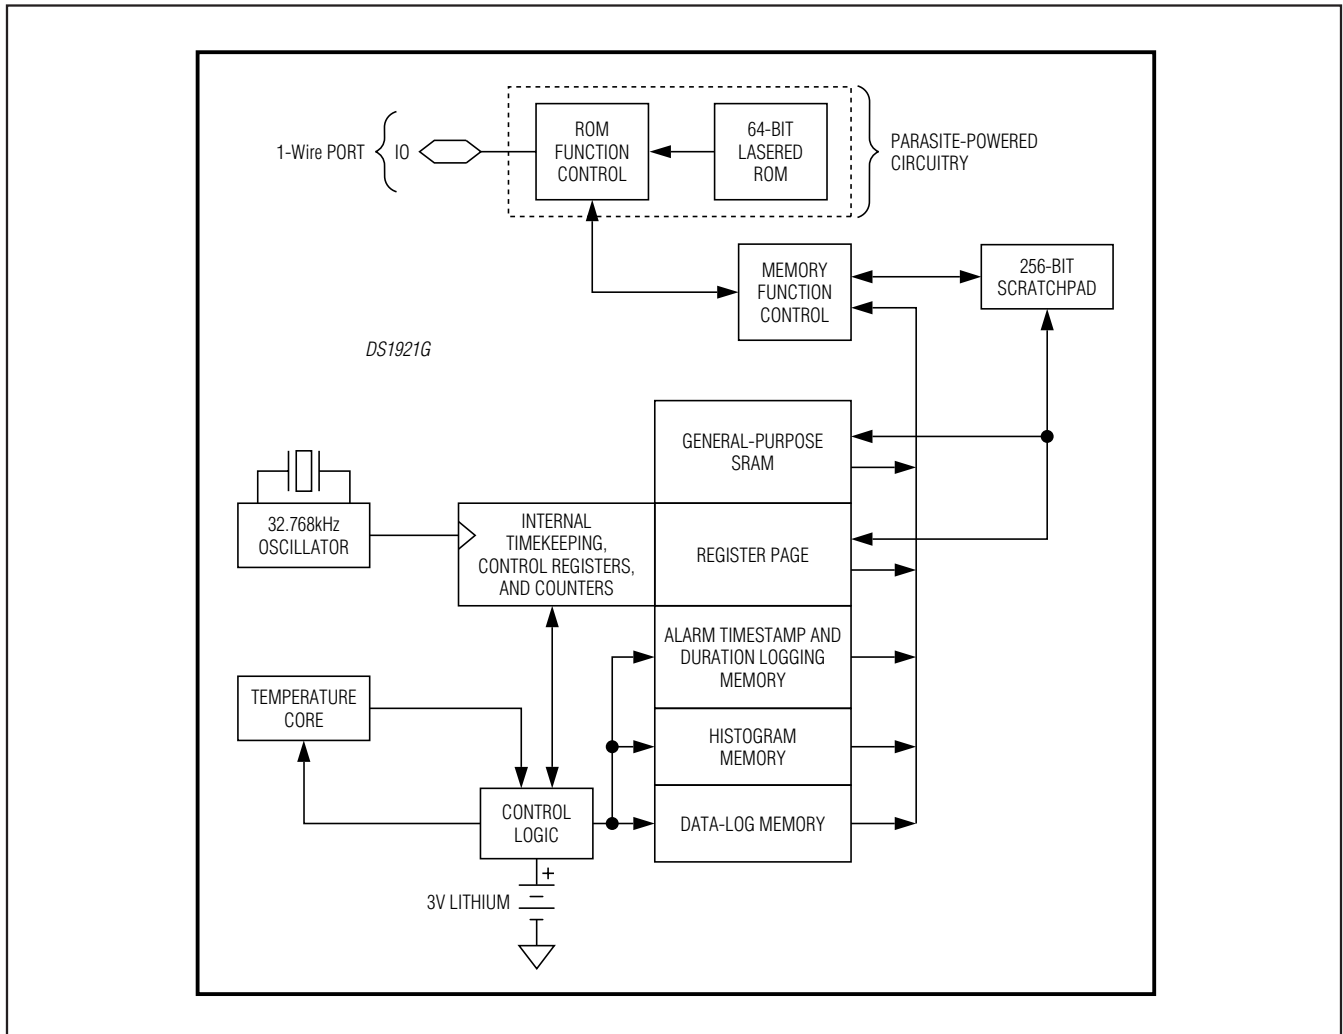 1-Wire PORT
IO
ROM
FUNCTION
CONTROL
64-BIT
LASERED
ROM
PARASITE-POWERED
CIRCUITRY
MEMORY
FUNCTION
CONTROL
256-BIT
SCRATCHPAD
DS1921G
GENERAL-PURPOSE
SRAM
32.768kHz
OSCILLATOR
INTERNAL
TIMEKEEPING,
CONTROL REGISTERS,
AND COUNTERS
REGISTER PAGE
ALARM TIMESTAMP AND
DURATION LOGGING
MEMORY
TEMPERATURE
CORE
HISTOGRAM
MEMORY
CONTROL
LOGIC
DATA-LOG MEMORY
+
3V LITHIUM